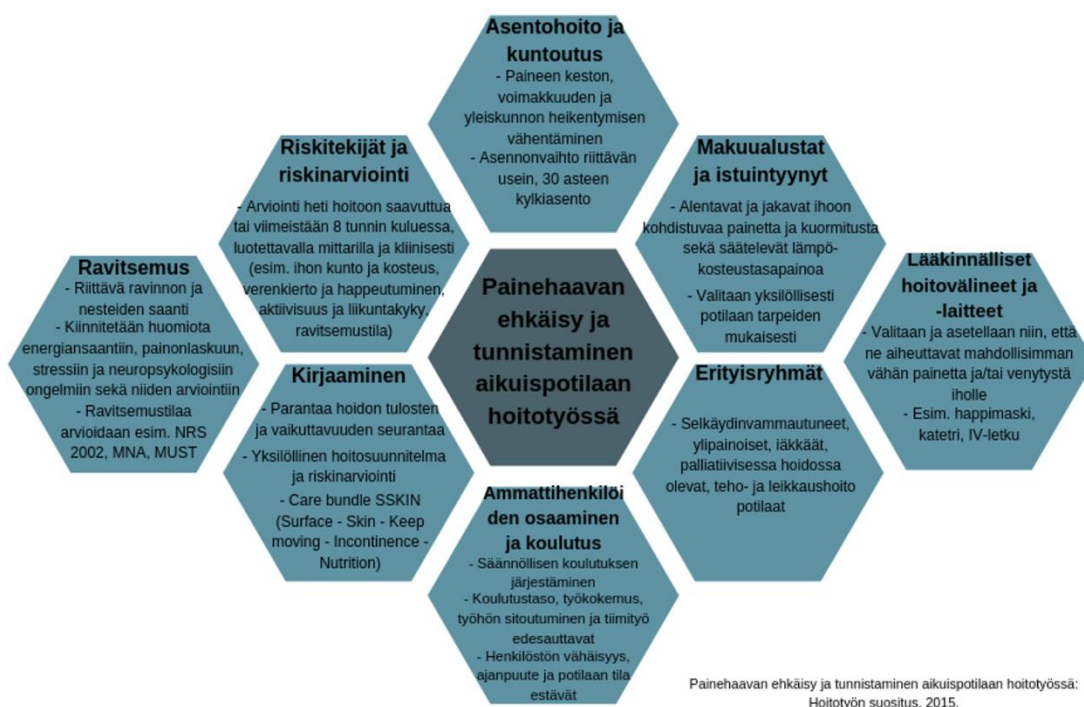 Asentohoito ja
kuntoutus
- Paineen keston,
voimakkuuden ja
yleiskunnon heikentymisen
vähentäminen
- Asennonvaihto riittävän
usein, 30 asteen
kylkiasento
Riskitekijät ja
riskinarviointi
- Arviointi heti hoitoon saavuttua
tai viimeistään 8 tunnin kuluessa,
luotettavalla mittarilla ja kliinisesti
(esim. ihon kunto ja kosteus,
verenkierto ja happeutuminen,
aktiivisuus ja liikuntakyky,
ravitsemustila)
Makuualustat
ja istuintyynyt
- Alentavat ja jakavat ihoon
kohdistuvaa painetta ja kuormitusta
sekä säätelevät lämpö-
kosteustasapainoa
- Valitaan yksilöllisesti
potilaan tarpeiden
mukaisesti
Ravitsemus
- Riittävä ravinnon ja
nesteiden saanti
- Kiinnitetään huomiota
energiansaantiin, painonlaskuun,
stressiin ja neuropsykologisiin
ongelmiin sekä niiden arviointiin
- Ravitsemustilaa
arvioidaan esim. NRS
2002, MNA, MUST
Painehaavan
ehkäisy ja
tunnistaminen
aikuispotilaan
hoitotyössä
Lääkinnälliset
hoitovälineet ja
-laitteet
- Valitaan ja asetellaan niin, että
ne aiheuttavat mahdollisimman
vähän painetta ja/tai venytystä
iholle
- Esim. happimaski,
katetri, IV-letku
Kirjaaminen
- Parantaa hoidon tulosten
ja vaikuttavuuden seurantaa
- Yksilöllinen hoitosuunnitelma
ja riskinarviointi
- Care bundle SSKIN
(Surface - Skin - Keep
moving - Incontinence -
Nutrition)
Erityisryhmät
- Selkäydinvammautuneet,
ylipainoiset, iäkkäät,
palliatiivisessa hoidossa
olevat, teho- ja leikkaushoito
potilaat
Ammattihenkilöi
den osaaminen
ja koulutus
- Säännöllisen koulutuksen
järjestäminen
- Koulutustaso, työkokemus,
työhön sitoutuminen ja tiimityö
edesauttavat
- Henkilöstön vähäisyys,
ajanpuute ja potilaan tila
estävät
Painehaavan ehkäisy ja tunnistaminen aikuispotilaan hoitotyössä:
Hoitotyön suositus. 2015.